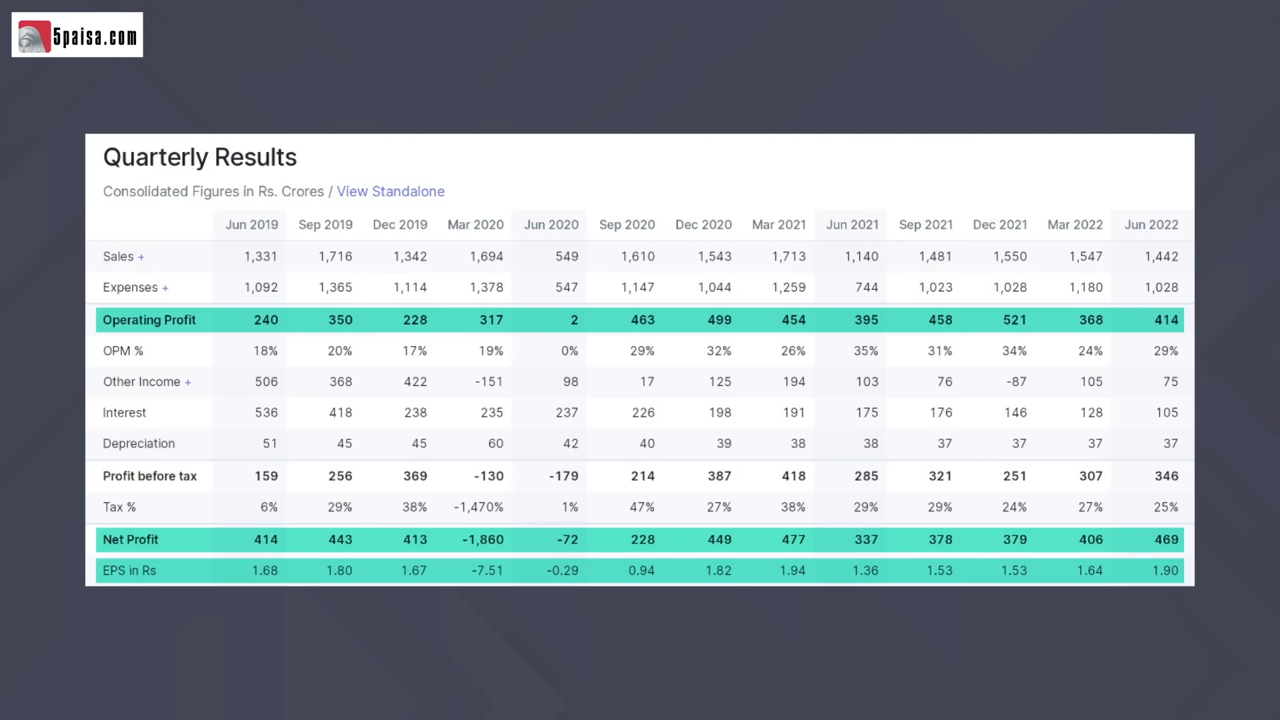 5paisa.com
Quarterly Results
Consolidated Figures in Rs. Crores / View Standalone
Jun 2019 Sep 2019 Dec 2019 Mar 2020 Jun 2020 Sep 2020 Dec 2020 Mar 2021 Jun 2021 Sep 2021 Dec 2021 Mar 2022 Jun 2022
Sales + 1,331 1,716 1,342 1,694 549 1,610 1,543 1,713 1,140 1,481 1,550 1,547 1,442
Expenses + 1,092 1,365 1,114 1,378 547 1,147 1,044 1,259 744 1,023 1,028 1,180 1,028
Operating Profit 240 350 228 317 2 463 499 454 395 458 521 368 414
OPM % 18% 20% 17% 19% 0% 29% 32% 26% 35% 31% 34% 24% 29%
Other Income + 506 368 422 -151 98 17 125 194 103 76 -87 105 75
Interest 536 418 238 235 237 226 198 191 175 176 146 128 105
Depreciation 51 45 45 60 42 40 39 38 38 37 37 37 37
Profit before tax 159 256 369 -130 -179 214 387 418 285 321 251 307 346
Tax % 6% 29% 38% -1,470% 1% 47% 27% 38% 29% 29% 24% 27% 25%
Net Profit 414 443 413 -1,860 -72 228 449 477 337 378 379 406 469
EPS in Rs 1.68 1.80 1.67 -7.51 -0.29 0.94 1.82 1.94 1.36 1.53 1.53 1.64 1.90